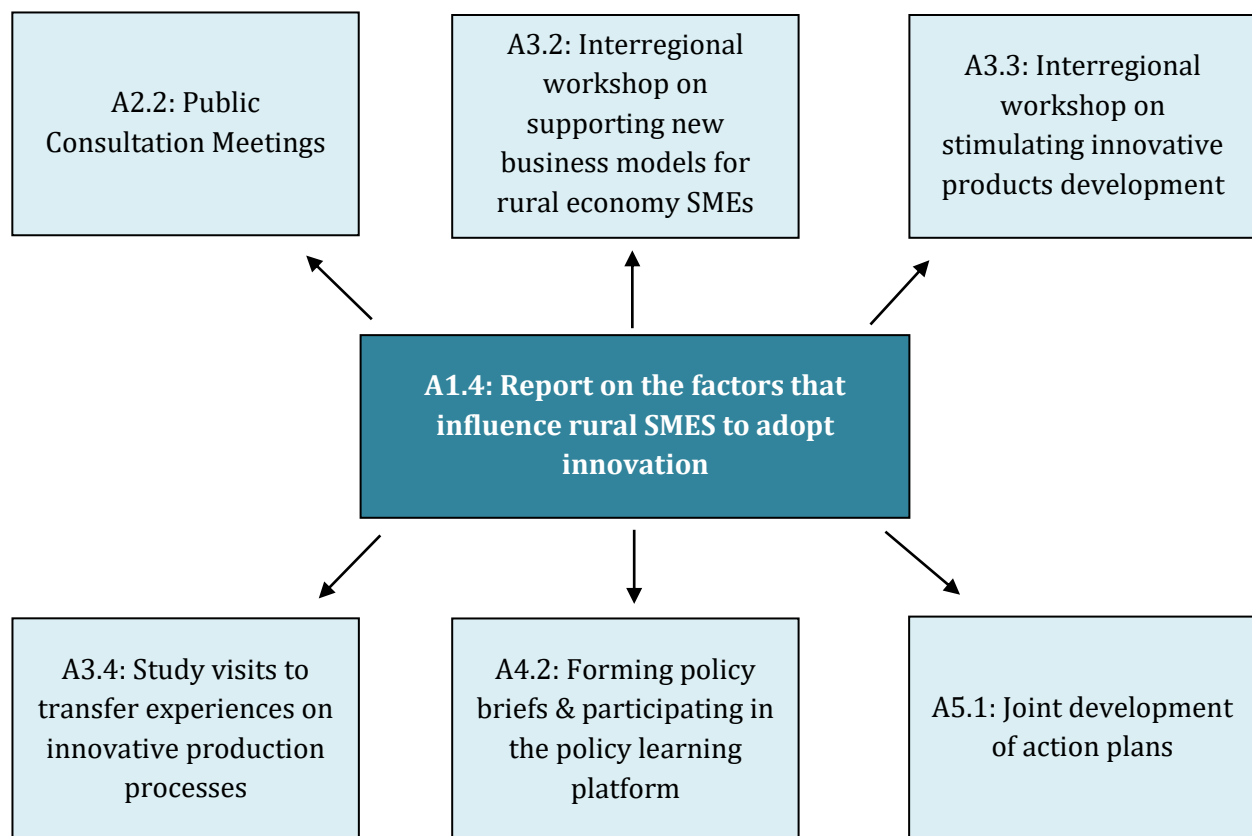 A2.2: Public
Consultation Meetings
A3.2: Interregional
workshop on
supporting new
business models for
rural economy SMEs
A3.3: Interregional
workshop on
stimulating innovative
products development
A1.4: Report on the factors that
influence rural SMES to adopt
innovation
A3.4: Study visits to
transfer experiences on
innovative production
processes
A4.2: Forming policy
briefs & participating in
the policy learning
platform
A5.1: Joint development
of action plans